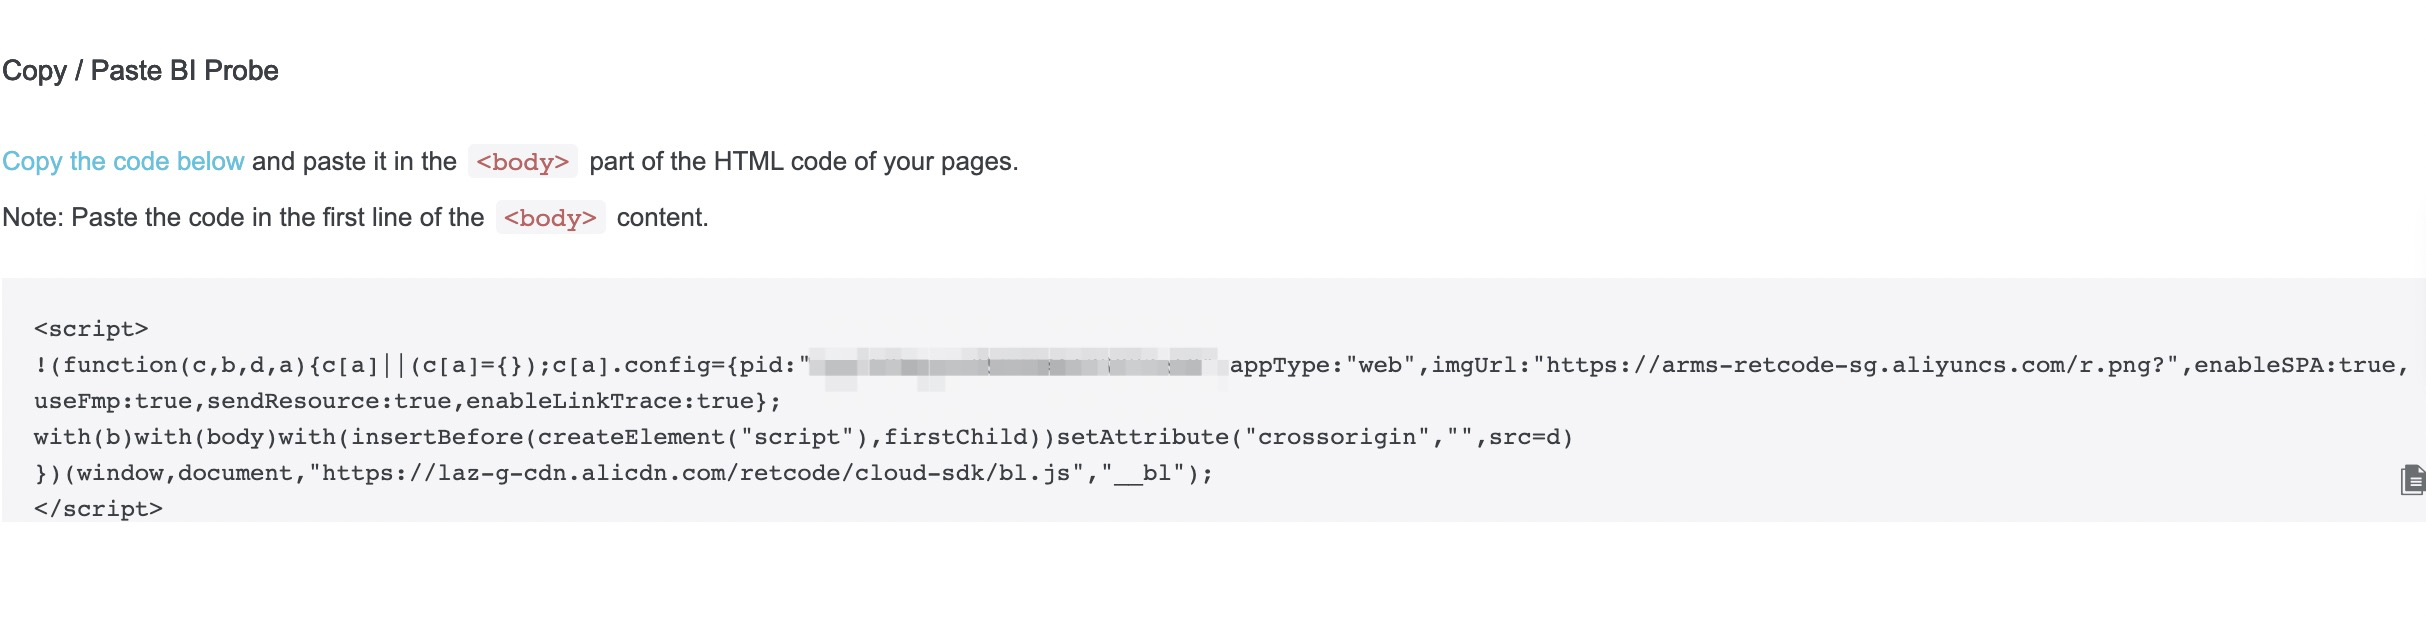 Copy / Paste BI Probe
Copy the code below and paste it in the <body> part of the HTML code of your pages.
Note: Paste the code in the first line of the <body> content.
<script>
!(function(c,b,d,a){c[a]||(c[a]={});c[a].config={pid:" appType:"web",imgUrl:"https://arms-retcode-sg.aliyuncs.com/r.png?",enableSPA:true,
useFmp:true,sendResource:true,enableLinkTrace:true};
with(b)with(body)with(insertBefore(createElement("script"),firstChild))setAttribute("crossorigin","",src=d)
})(window,document,"https://laz-g-cdn.alicdn.com/retcode/cloud-sdk/bl.js","__bl");
</script>